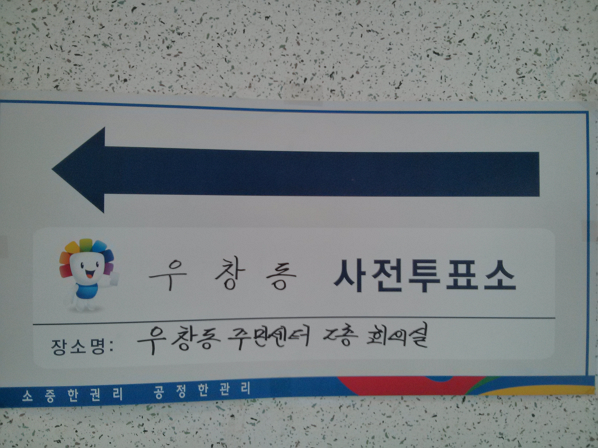 우창동 사전투표소
장소명: 우창동 주민센터 2층 회의실
소중한권리 공정한관리